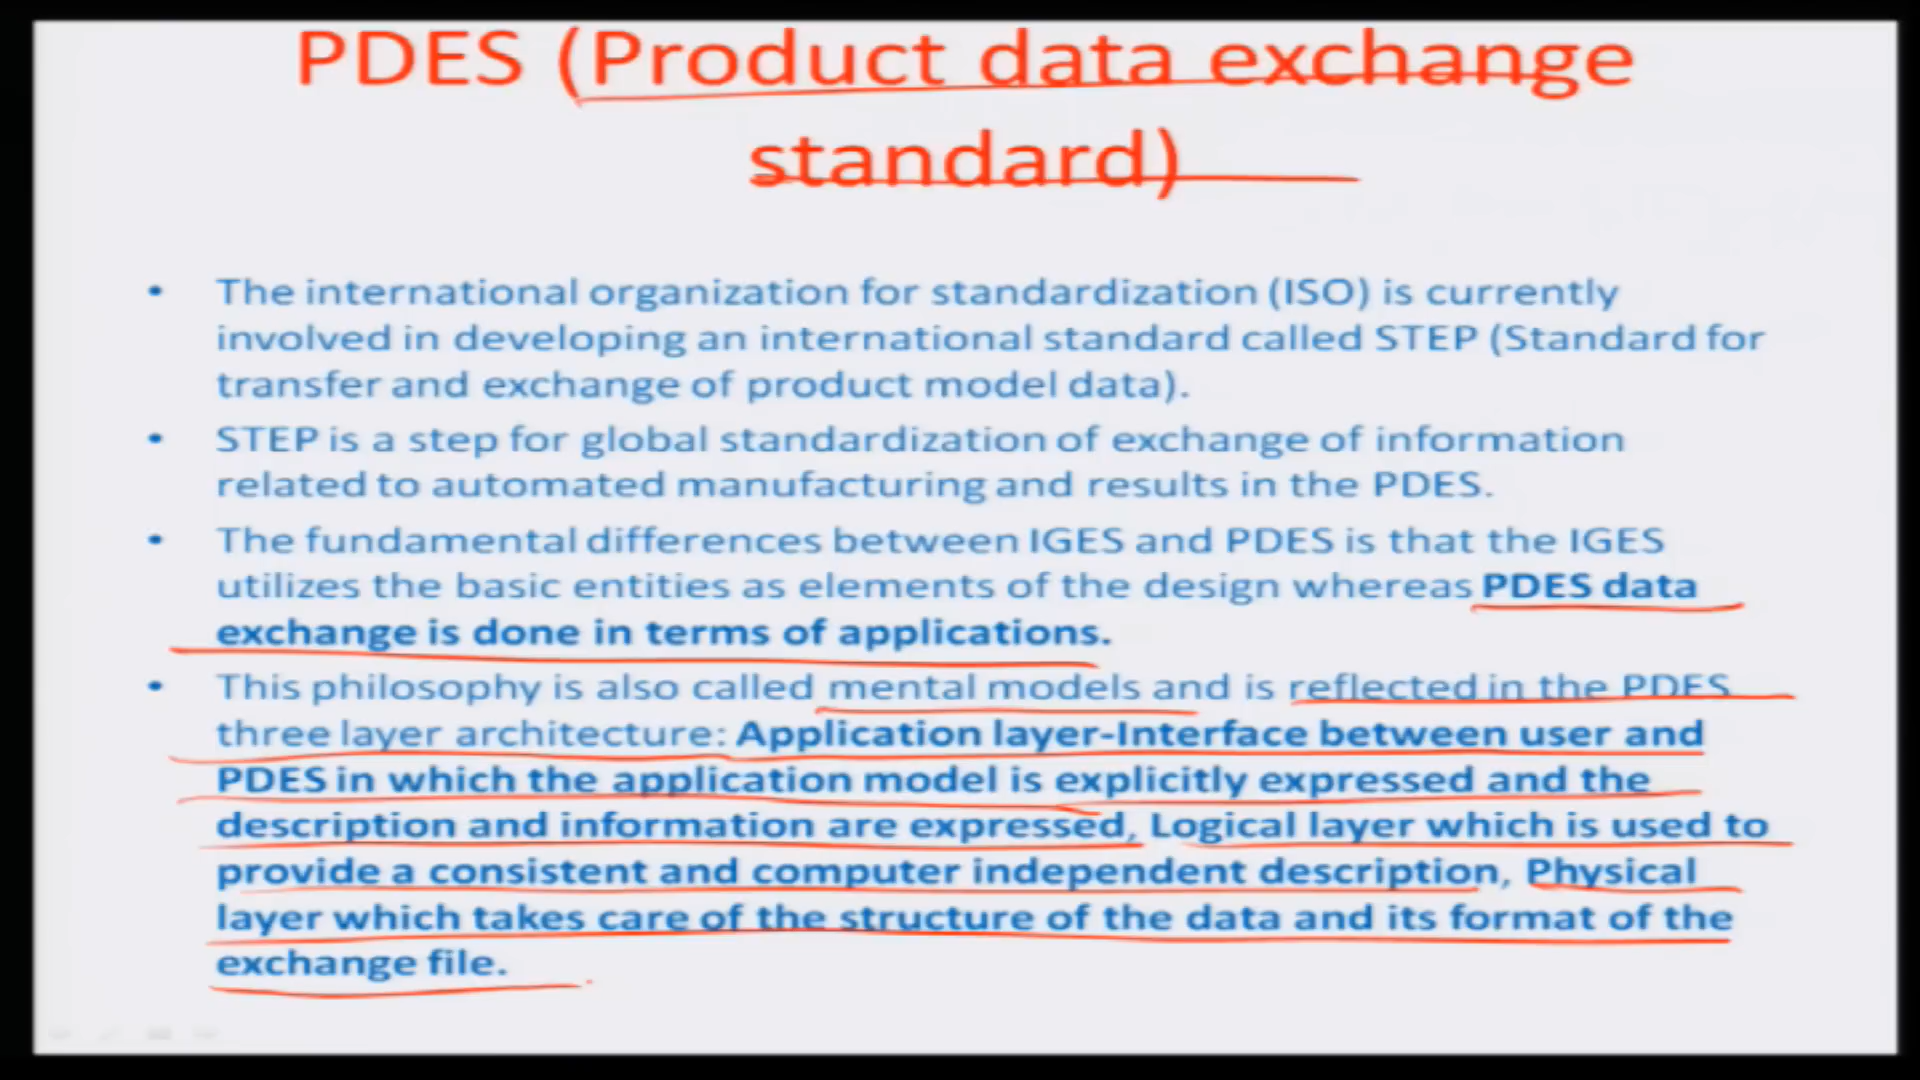 PDES (Product data exchange
standard)
• The international organization for standardization (ISO) is currently
involved in developing an international standard called STEP (Standard for
transfer and exchange of product model data).
• STEP is a step for global standardization of exchange of information
related to automated manufacturing and results in the PDES.
• The fundamental differences between IGES and PDES is that the IGES
utilizes the basic entities as elements of the design whereas PDES data
exchange is done in terms of applications.
• This philosophy is also called mental models and is reflected in the PDES
three layer architecture: Application layer-Interface between user and
PDES in which the application model is explicitly expressed and the
description and information are expressed, Logical layer which is used to
provide a consistent and computer independent description, Physical
layer which takes care of the structure of the data and its format of the
exchange file.